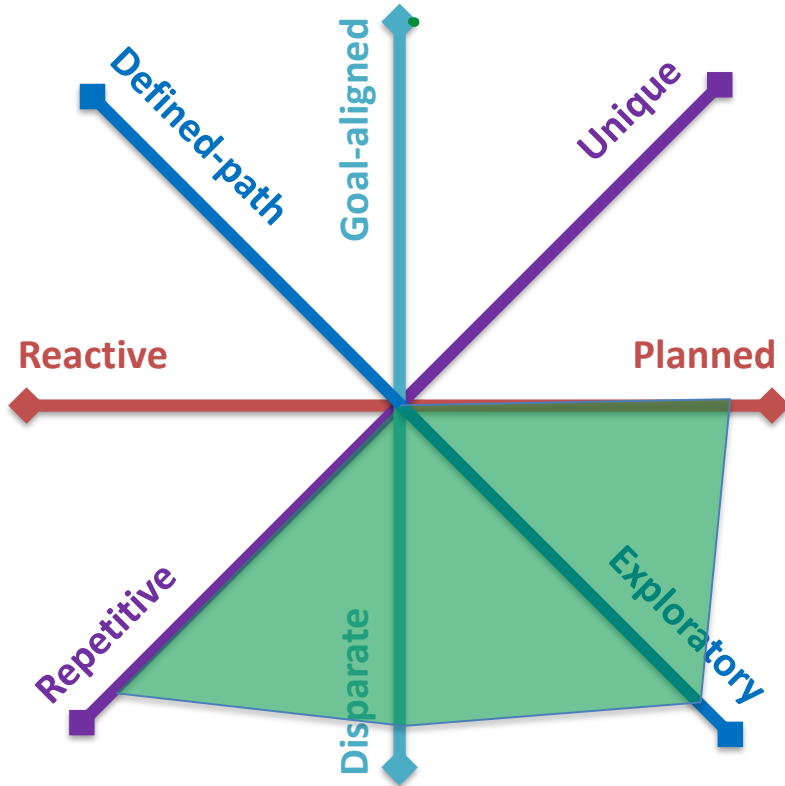 Defined-path
Goal-aligned
Unique
Reactive
Planned
Repetitive
Disparate
Exploratory